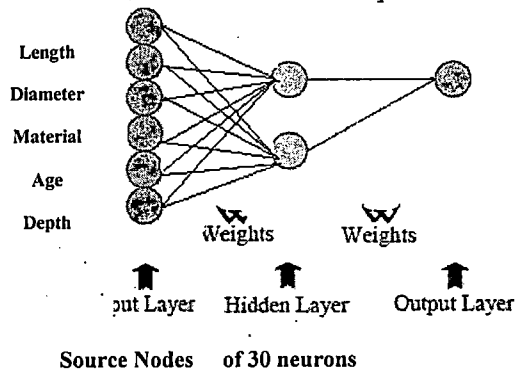 Length
Diameter
Material
Age
Depth
W W
Weights Weights
put Layer Hidden Layer Output Layer
Source Nodes of 30 neurons